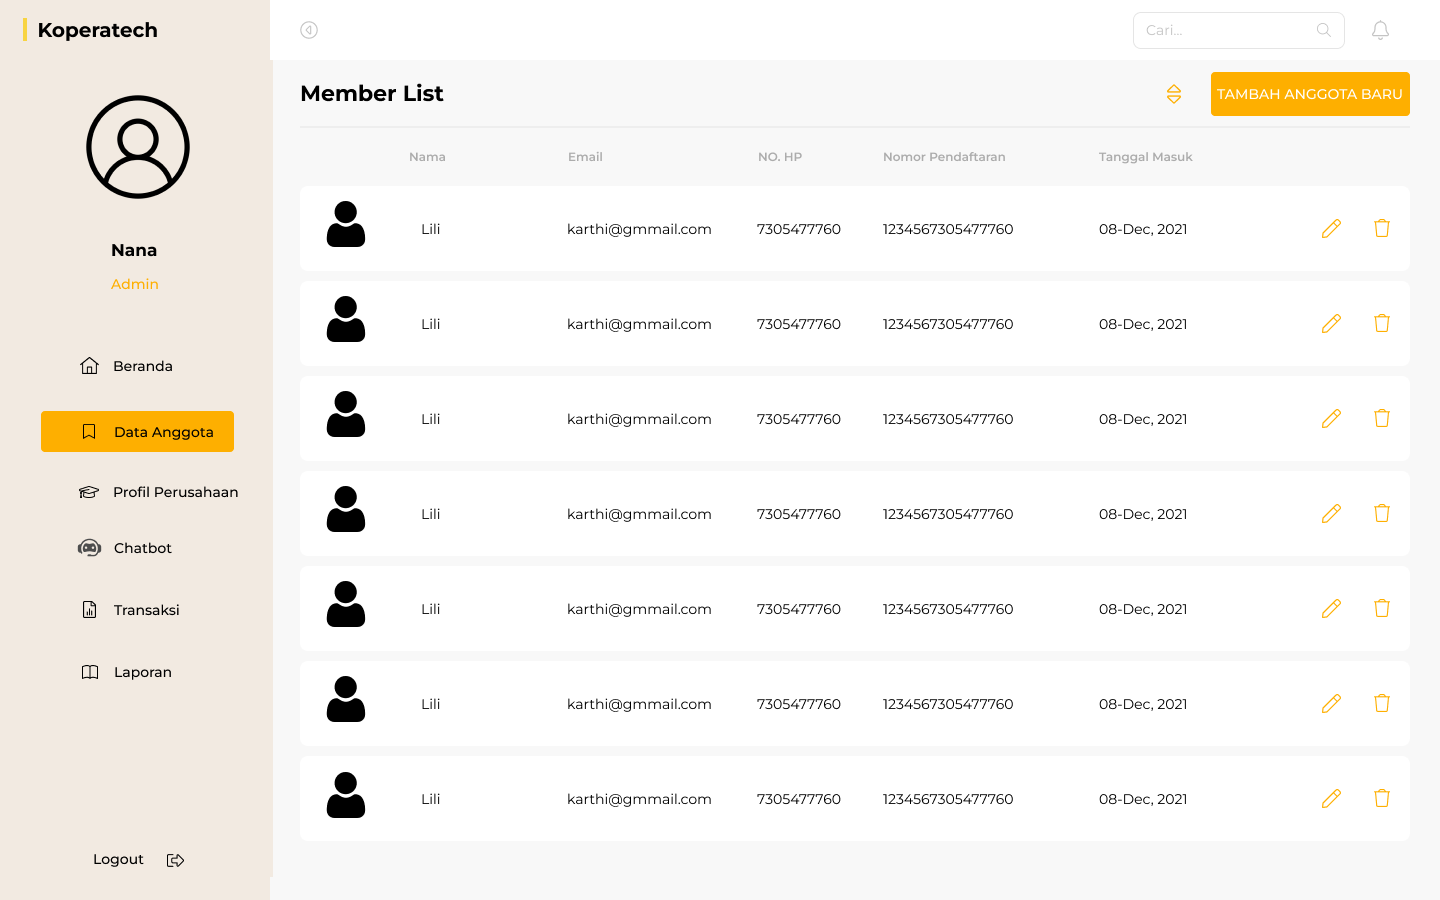 Koperatech
Cari...
Nana
Admin
Beranda
Data Anggota
Profil Perusahaan
Chatbot
Transaksi
Laporan
Logout
Member List
TAMBAH ANGGOTA BARU
Nama Email NO. HP Nomor Pendaftaran Tanggal Masuk
Lili karthi@gmmail.com 7305477760 1234567305477760 08-Dec, 2021
Lili karthi@gmmail.com 7305477760 1234567305477760 08-Dec, 2021
Lili karthi@gmmail.com 7305477760 1234567305477760 08-Dec, 2021
Lili karthi@gmmail.com 7305477760 1234567305477760 08-Dec, 2021
Lili karthi@gmmail.com 7305477760 1234567305477760 08-Dec, 2021
Lili karthi@gmmail.com 7305477760 1234567305477760 08-Dec, 2021
Lili karthi@gmmail.com 7305477760 1234567305477760 08-Dec, 2021